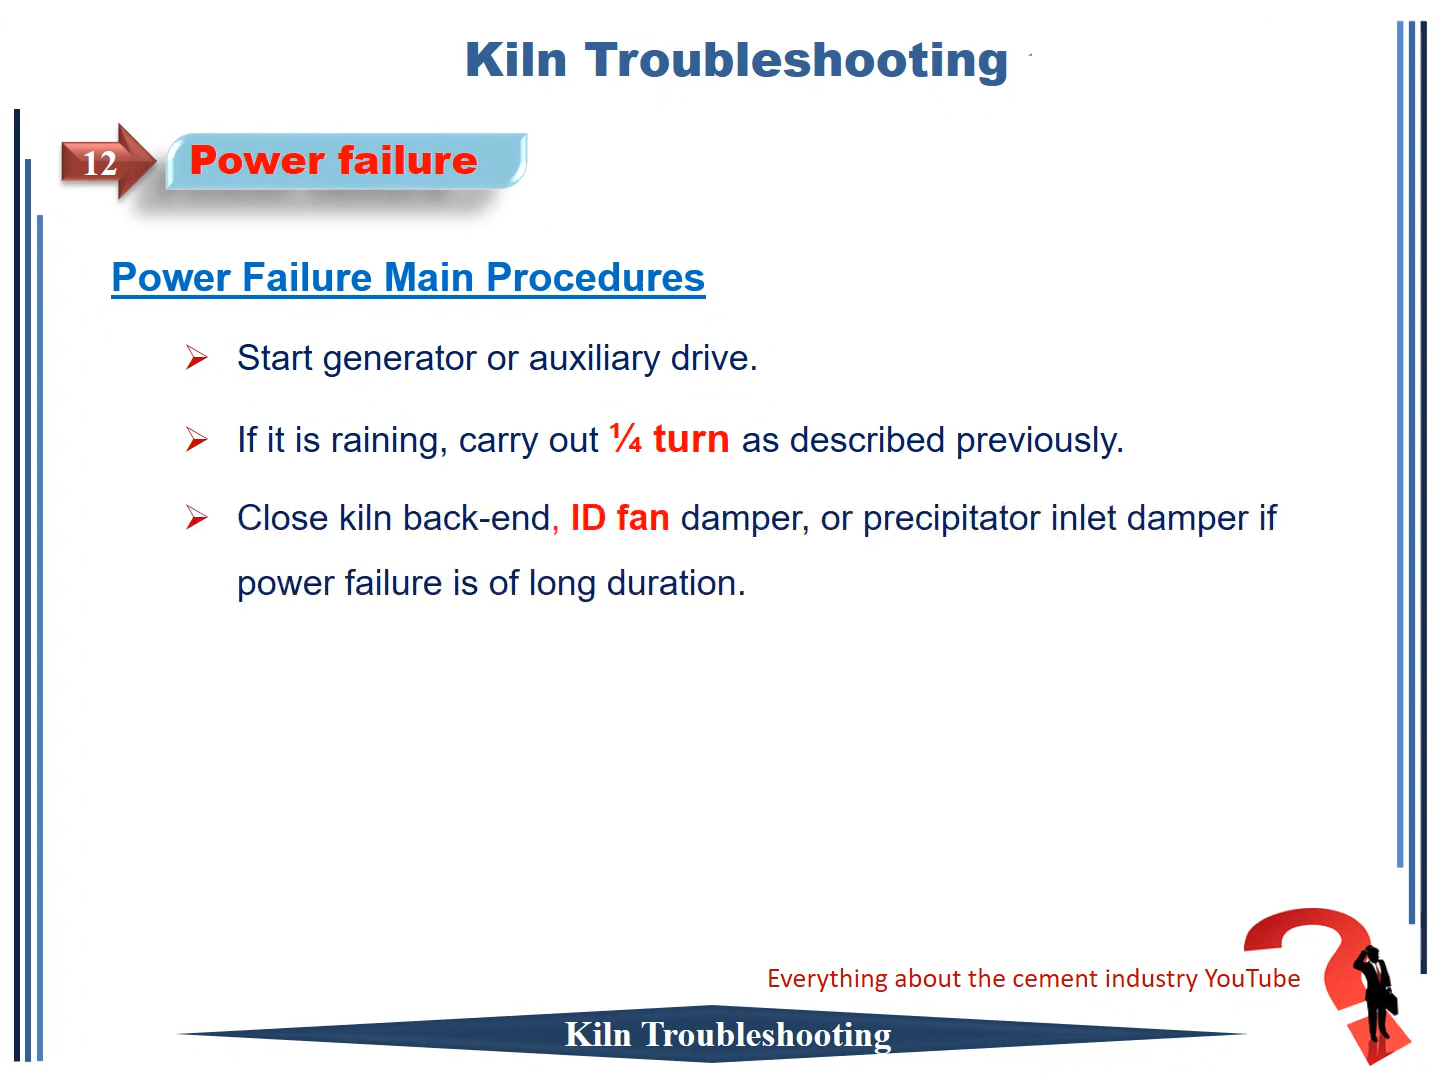 Kiln Troubleshooting
12
Power failure
Power Failure Main Procedures
Start generator or auxiliary drive.
If it is raining, carry out ¼ turn as described previously.
Close kiln back-end, ID fan damper, or precipitator inlet damper if
power failure is of long duration.
Everything about the cement industry YouTube
Kiln Troubleshooting